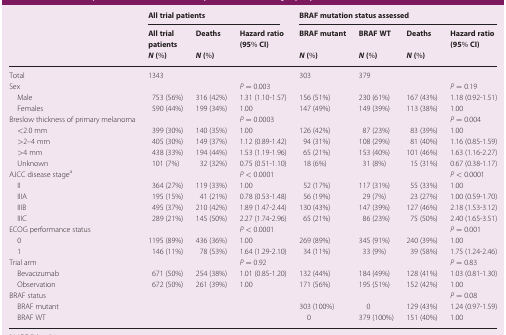 All trial patients BRAF mutation status assessed
All trial Deaths Hazard ratio BRAF mutant BRAF WT Deaths Hazard ratio
patients (95% CI) (95% CI)
N (%) N (%) N (%) N (%) N (%)
Total 1343 303 379
Sex P = 0.003 P = 0.19
Male 753 (56%) 316 (42%) 1.31 (1.10-1.57) 156 (51%) 230 (61%) 167 (43%) 1.18 (0.92-1.51)
Females 590 (44%) 199 (34%) 1.00 147 (49%) 149 (39%) 113 (38%) 1.00
Breslow thickness of primary melanoma P = 0.0003 P = 0.004
<2.0 mm 399 (30%) 140 (35%) 1.00 126 (42%) 87 (23%) 83 (39%) 1.00
>2–4 mm 405 (30%) 149 (37%) 1.12 (0.89-1.42) 94 (31%) 108 (29%) 81 (40%) 1.16 (0.85-1.59)
>4 mm 438 (33%) 194 (44%) 1.53 (1.19-1.96) 65 (21%) 153 (40%) 101 (46%) 1.63 (1.16-2.27)
Unknown 101 (7%) 32 (32%) 0.75 (0.51-1.10) 18 (6%) 31 (8%) 15 (31%) 0.67 (0.38-1.17)
AJCC disease stageª P < 0.0001 P < 0.0001
II 364 (27%) 119 (33%) 1.00 52 (17%) 117 (31%) 55 (33%) 1.00
IIIA 195 (15%) 41 (21%) 0.78 (0.53-1.48) 56 (19%) 29 (7%) 23 (27%) 1.00 (0.59-1.70)
IIIB 495 (37%) 210 (42%) 1.89 (1.47-2.44) 130 (43%) 147 (39%) 127 (46%) 2.18 (1.53-3.12)
IIIC 289 (21%) 145 (50%) 2.27 (1.74-2.96) 65 (21%) 86 (23%) 75 (50%) 2.40 (1.65-3.51)
ECOG performance status P < 0.0001 P = 0.001
0 1195 (89%) 436 (36%) 1.00 269 (89%) 345 (91%) 240 (39%) 1.00
1 146 (11%) 78 (53%) 1.64 (1.29-2.10) 34 (11%) 33 (9%) 39 (58%) 1.75 (1.24-2.46)
Trial arm P = 0.92 P = 0.83
Bevacizumab 671 (50%) 254 (38%) 1.01 (0.85-1.20) 132 (44%) 184 (49%) 128 (41%) 1.03 (0.81-1.30)
Observation 672 (50%) 261 (39%) 1.00 171 (56%) 195 (51%) 152 (42%) 1.00
BRAF status P = 0.08
BRAF mutant 303 (100%) 0 129 (43%) 1.24 (0.97-1.59)
BRAF WT 0 379 (100%) 151 (40%) 1.00